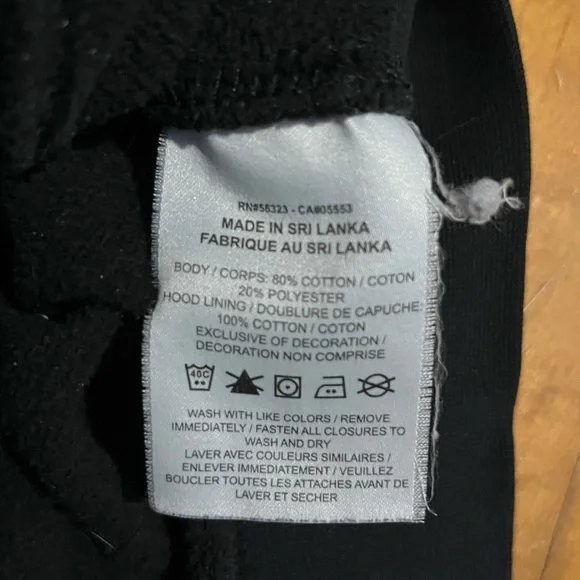 RN#56323 - CA#05553
MADE IN SRI LANKA
FABRIQUE AU SRI LANKA
BODY / CORPS: 80% COTTON / COTON
20% POLYESTER
HOOD LINING / DOUBLURE DE CAPUCHE:
100% COTTON / COTON
EXCLUSIVE OF DECORATION /
DECORATION NON COMPRISE
40C
WASH WITH LIKE COLORS / REMOVE
IMMEDIATELY / FASTEN ALL CLOSURES TO
WASH AND DRY
LAVER AVEC COULEURS SIMILAIRES /
ENLEVER IMMEDIATEMENT / VEUILLEZ
BOUCLER TOUTES LES ATTACHES AVANT DE
LAVER ET SECHER